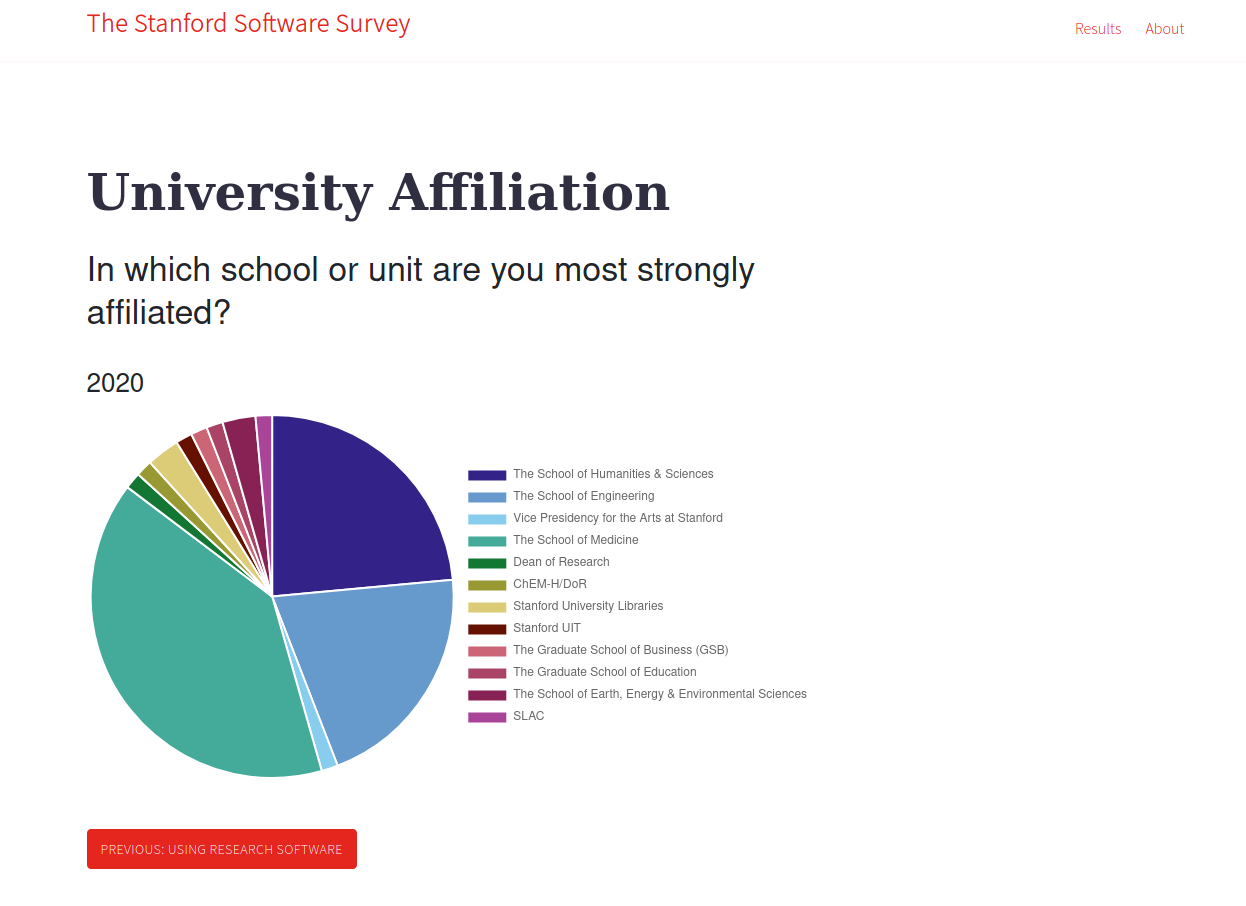 The Stanford Software Survey
Results
About
University Affiliation
In which school or unit are you most strongly
affiliated?
2020
The School of Humanities & Sciences
The School of Engineering
Vice Presidency for the Arts at Stanford
The School of Medicine
Dean of Research
ChEM-H/DoR
Stanford University Libraries
Stanford UIT
The Graduate School of Business (GSB)
The Graduate School of Education
The School of Earth, Energy & Environmental Sciences
SLAC
PREVIOUS: USING RESEARCH SOFTWARE